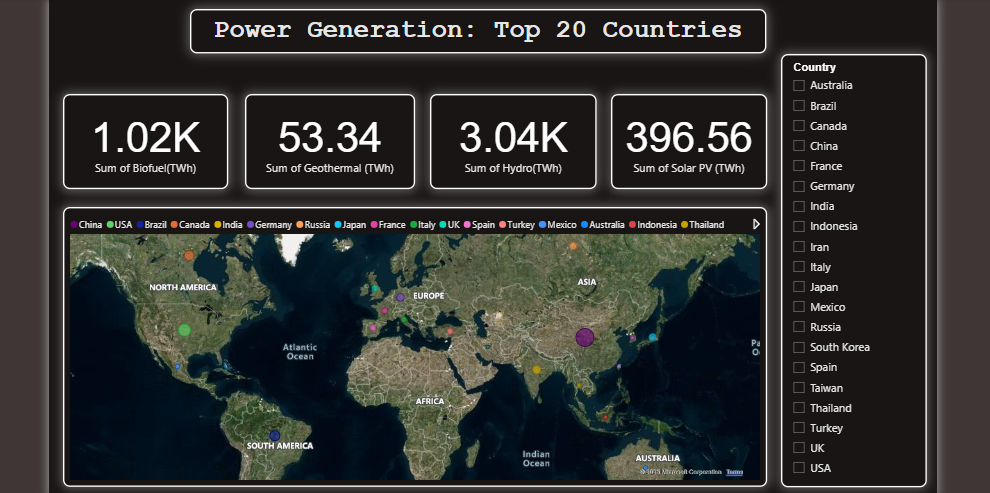 Power Generation: Top 20 Countries
1.02K
Sum of Biofuel(TWh)
53.34
Sum of Geothermal (TWh)
3.04K
Sum of Hydro(TWh)
396.56
Sum of Solar PV (TWh)
China USA Brazil Canada India Germany Russia Japan France Italy UK Spain Turkey Mexico Australia Indonesia Thailand
NORTH AMERICA
EUROPE
ASIA
Atlantic
Ocean
AFRICA
SOUTH AMERICA
Indian
Ocean
AUSTRALIA
Microsoft Corporation Terms
Country
Australia
Brazil
Canada
China
France
Germany
India
Indonesia
Iran
Italy
Japan
Mexico
Russia
South Korea
Spain
Taiwan
Thailand
Turkey
UK
USA